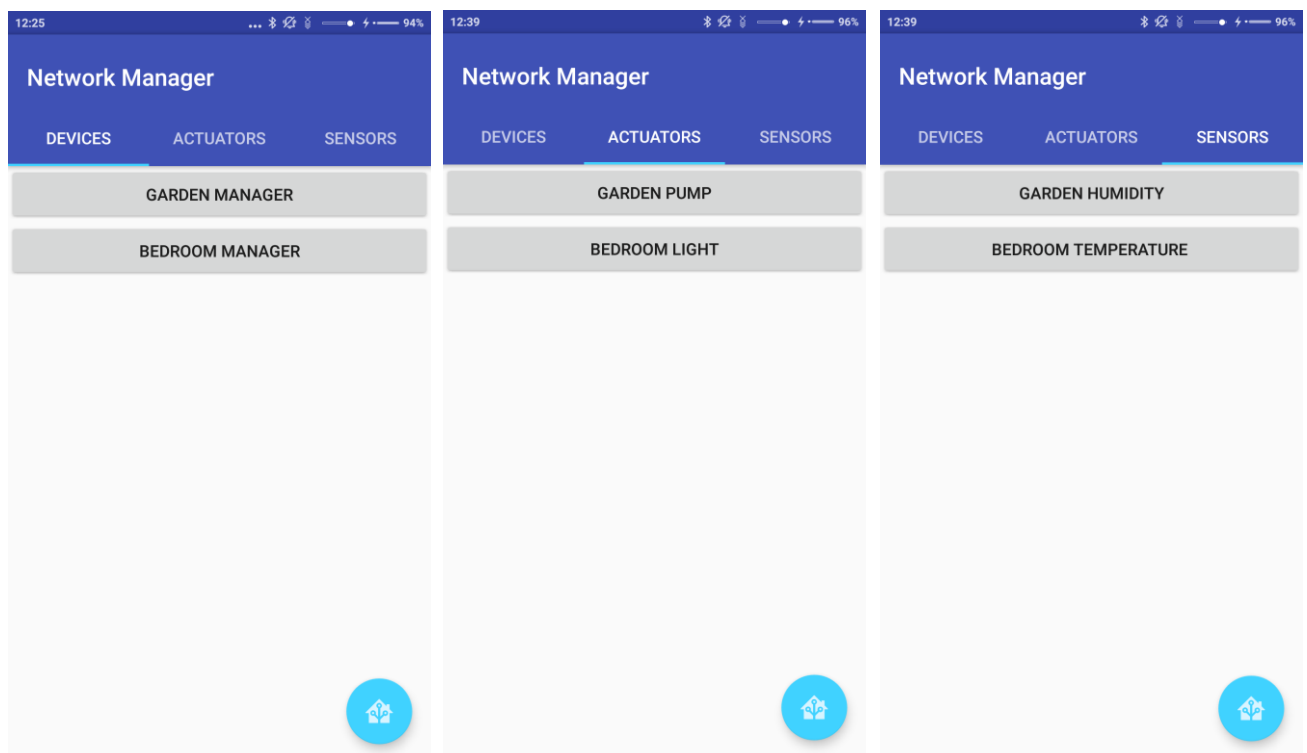 12:25 ... 94%
Network Manager
DEVICES ACTUATORS SENSORS
GARDEN MANAGER
BEDROOM MANAGER
12:39 96%
Network Manager
DEVICES ACTUATORS SENSORS
GARDEN PUMP
BEDROOM LIGHT
12:39 96%
Network Manager
DEVICES ACTUATORS SENSORS
GARDEN HUMIDITY
BEDROOM TEMPERATURE